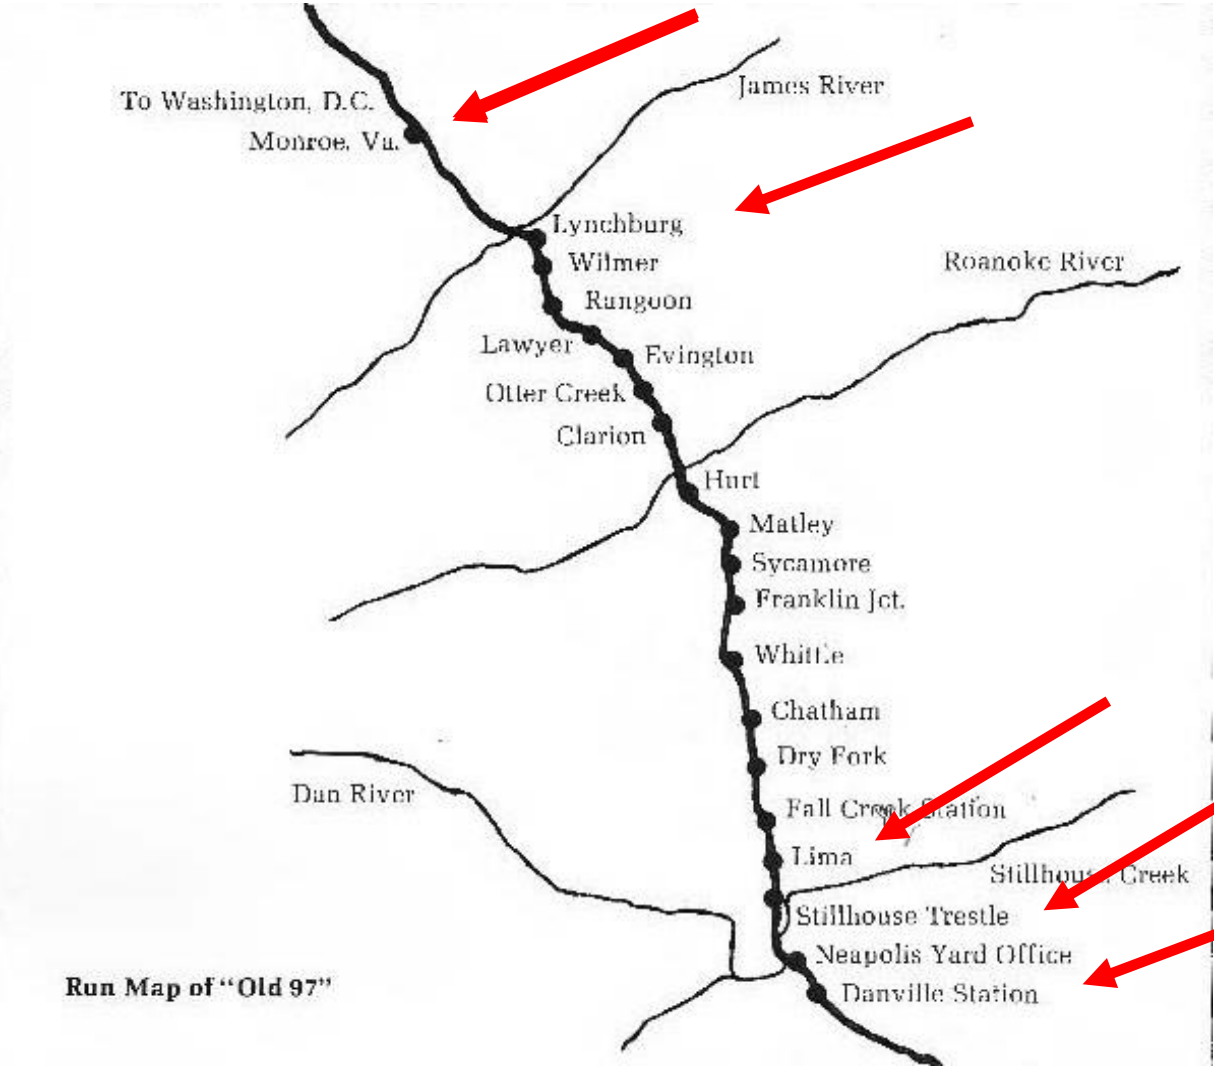 To Washington, D.C.
James River
Monroe, Va.
Lynchburg
Wilmer
Roanoke River
Rangoon
Lawyer
Evington
Otter Creek
Clarion
Hurt
Matley
Sycamore
Franklin Jct.
Whittle
Chatham
Dry Fork
Dan River
Fall Creek Station
Lima
Stillhouse Creek
Stillhouse Trestle
Neapolis Yard Office
Run Map of "Old 97"
Danville Station